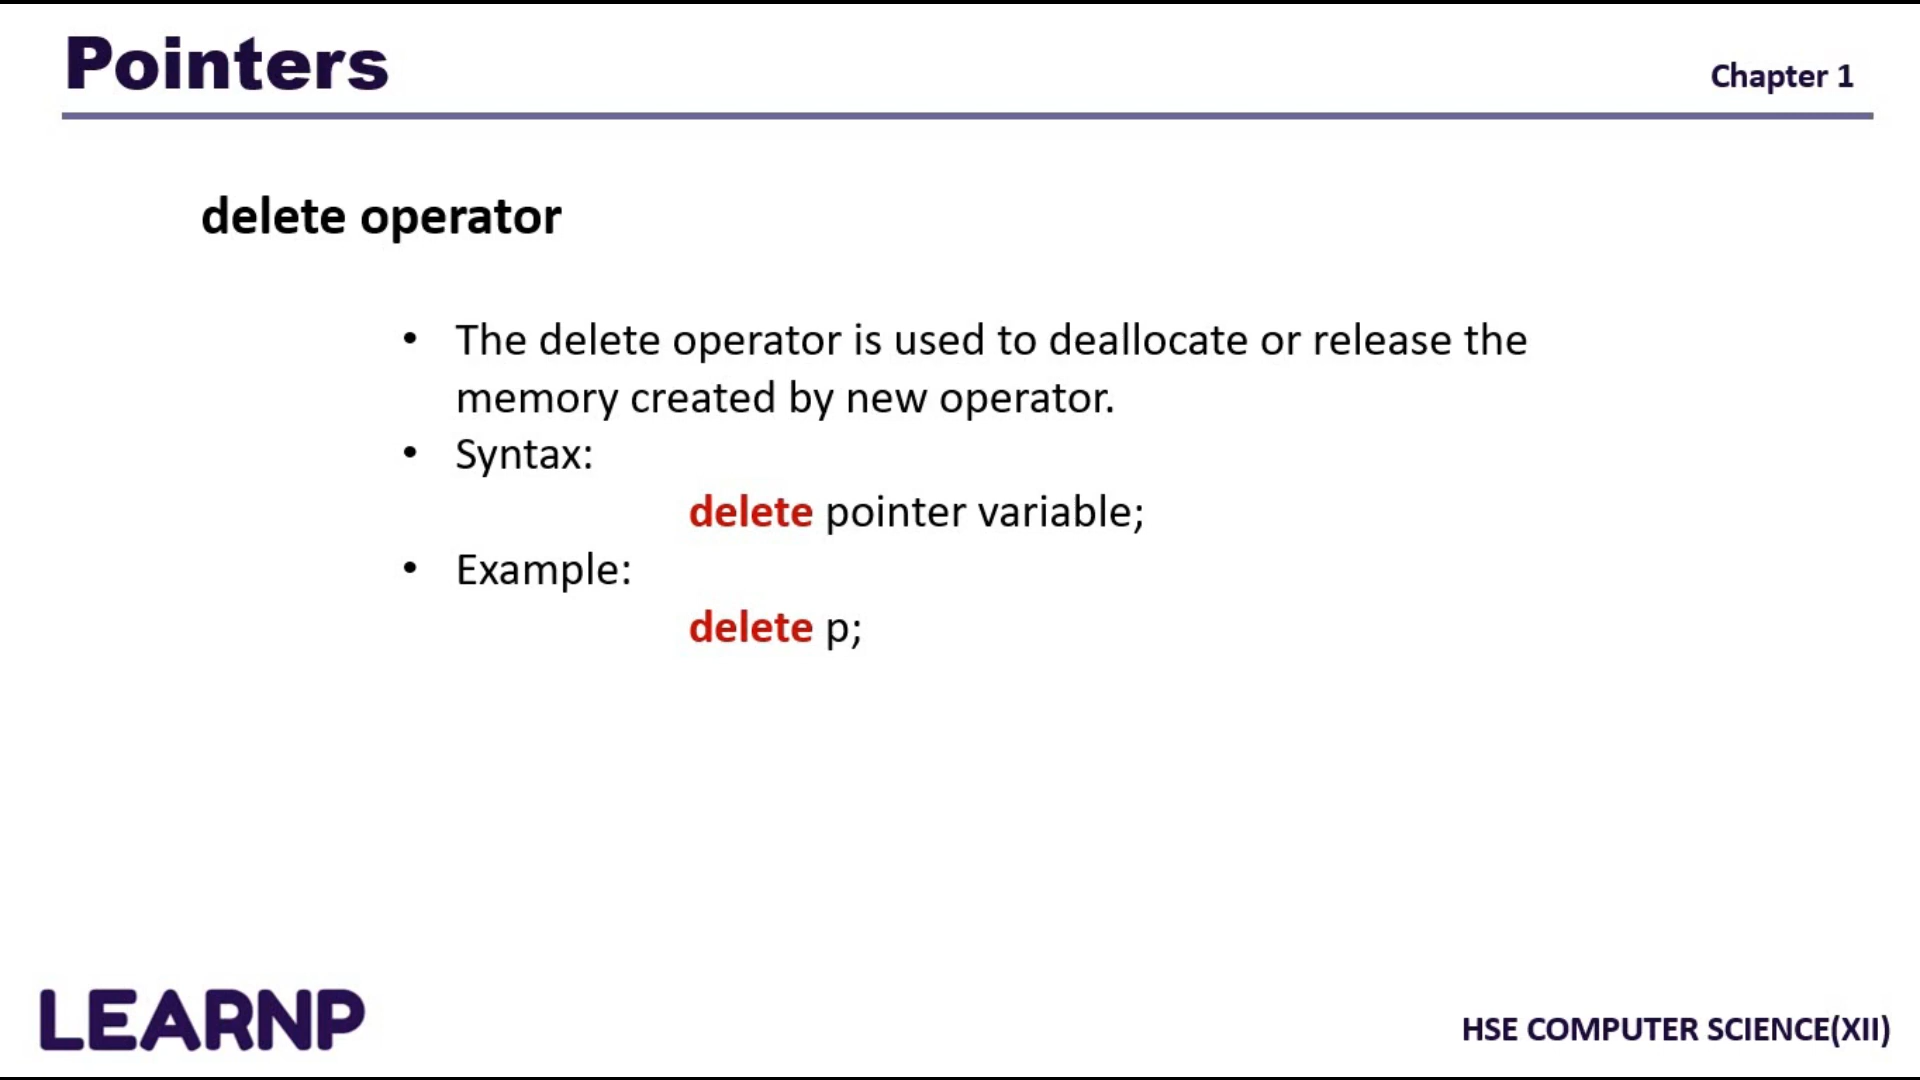 Pointers
Chapter 1
delete operator
• The delete operator is used to deallocate or release the
memory created by new operator.
• Syntax:
delete pointer variable;
• Example:
delete p;
LEARNP
HSE COMPUTER SCIENCE(XII)